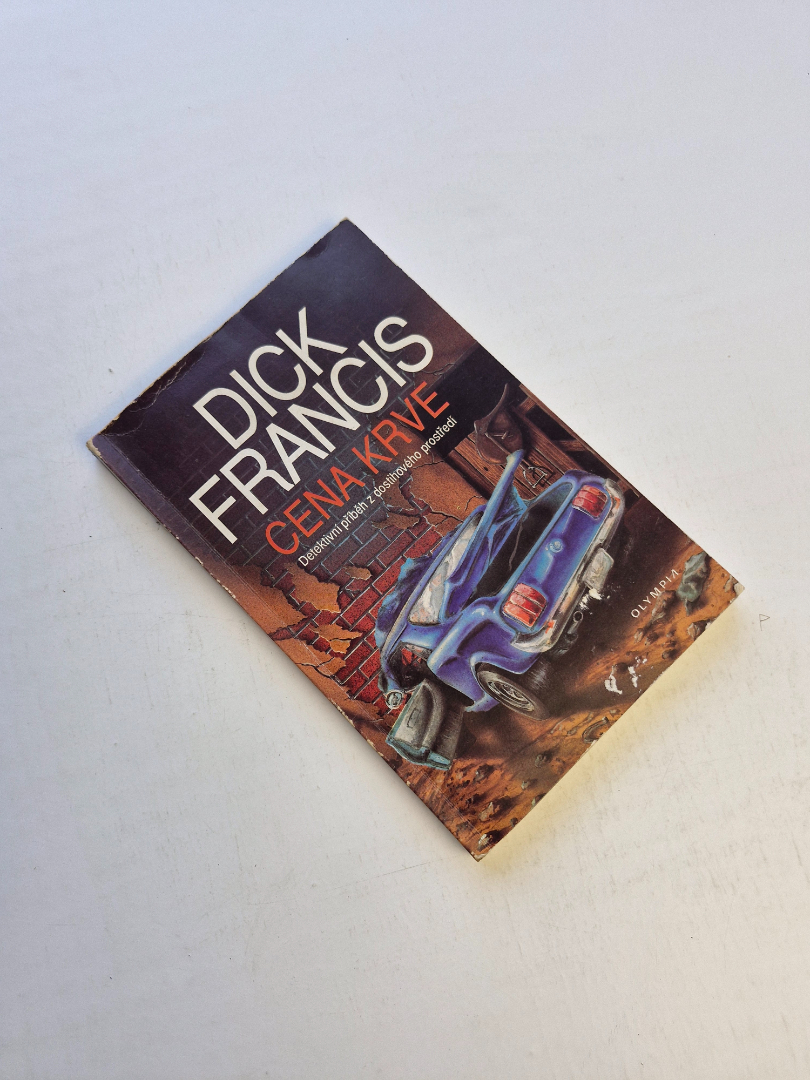 DICK
FRANCIS
CENA KRVE
Detektivní příběh z dostihového prostředí
OLYMPIA